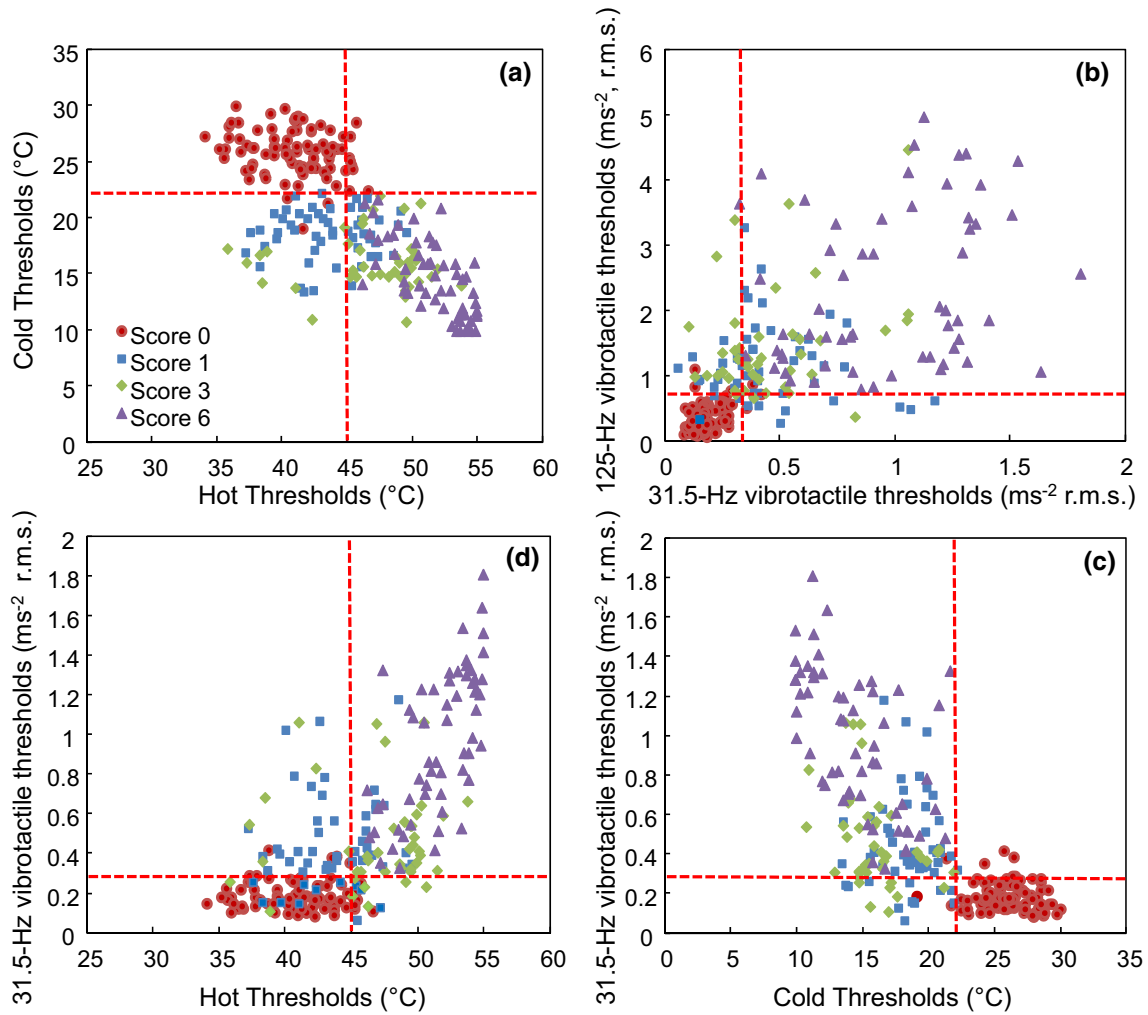 (a)
Cold Thresholds (°C)
35
30
25
20
15
10
5
0
Score 0
Score 1
Score 3
Score 6
25 30 35 40 45 50 55 60
Hot Thresholds (°C)
(b)
125-Hz vibrotactile thresholds (ms-2, r.m.s.)
6
5
4
3
2
1
0
0 0.5 1 1.5 2
31.5-Hz vibrotactile thresholds (ms-2 r.m.s.)
(d)
31.5-Hz vibrotactile thresholds (ms-2 r.m.s.)
2
1.8
1.6
1.4
1.2
1
0.8
0.6
0.4
0.2
0
25 30 35 40 45 50 55 60
Hot Thresholds (°C)
(c)
31.5-Hz vibrotactile thresholds (ms-2 r.m.s.)
2
1.8
1.6
1.4
1.2
1
0.8
0.6
0.4
0.2
0
0 5 10 15 20 25 30 35
Cold Thresholds (°C)